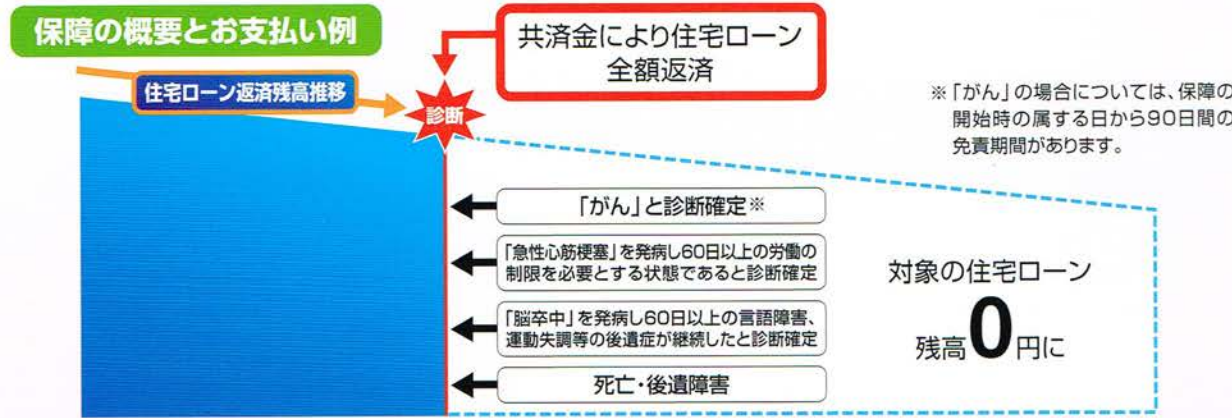 保障の概要とお支払い例
共済金により住宅ローン
全額返済
住宅ローン返済残高推移
診断
※「がん」の場合については、保障の
開始時の属する日から90日間の
免責期間があります。
「がん」と診断確定※
「急性心筋梗塞」を発病し60日以上の労働の
制限を必要とする状態であると診断確定
「脳卒中」を発病し60日以上の言語障害、
運動失調等の後遺症が継続したと診断確定
死亡・後遺障害
対象の住宅ローン
残高0円に